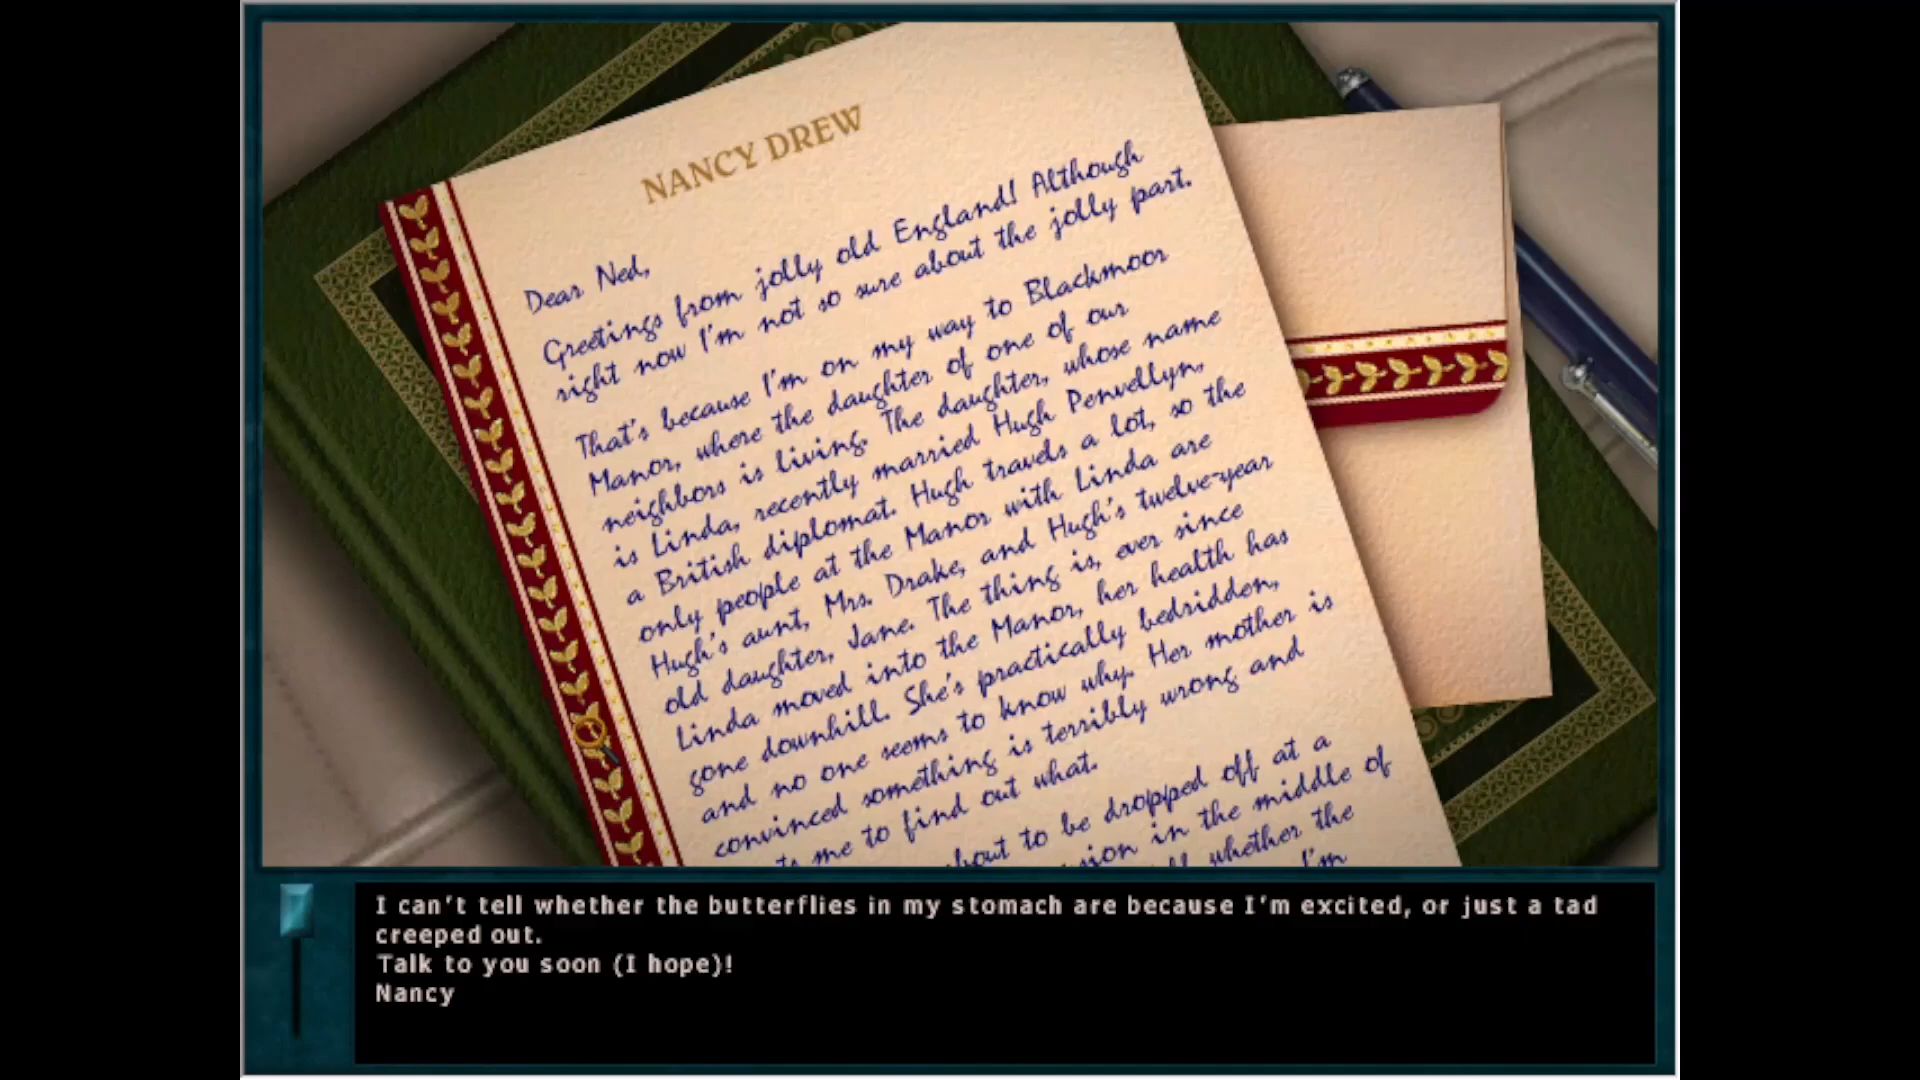 NANCY DREW
Dear Ned,
Greetings from jolly old England! Although
right now I'm not so sure about the jolly part.
That's because I'm on my way to Blackmoor
Manor, where the daughter of one of our
neighbors is living. The daughter, whose name
is Linda, recently married Hugh Penvellyn,
a British diplomat. Hugh travels a lot, so the
only people at the Manor with Linda are
Hugh's aunt, Mrs. Drake, and Hugh's twelve-year
old daughter, Jane. The thing is, ever since
Linda moved into the Manor, her health has
gone downhill. She's practically bedridden,
and no one seems to know why. Her mother is
convinced something is terribly wrong and
me to find out what.
about to be dropped off at a
in the middle of
whether the
I'm
I can't tell whether the butterflies in my stomach are because I'm excited, or just a tad
creeped out.
Talk to you soon (I hope)!
Nancy